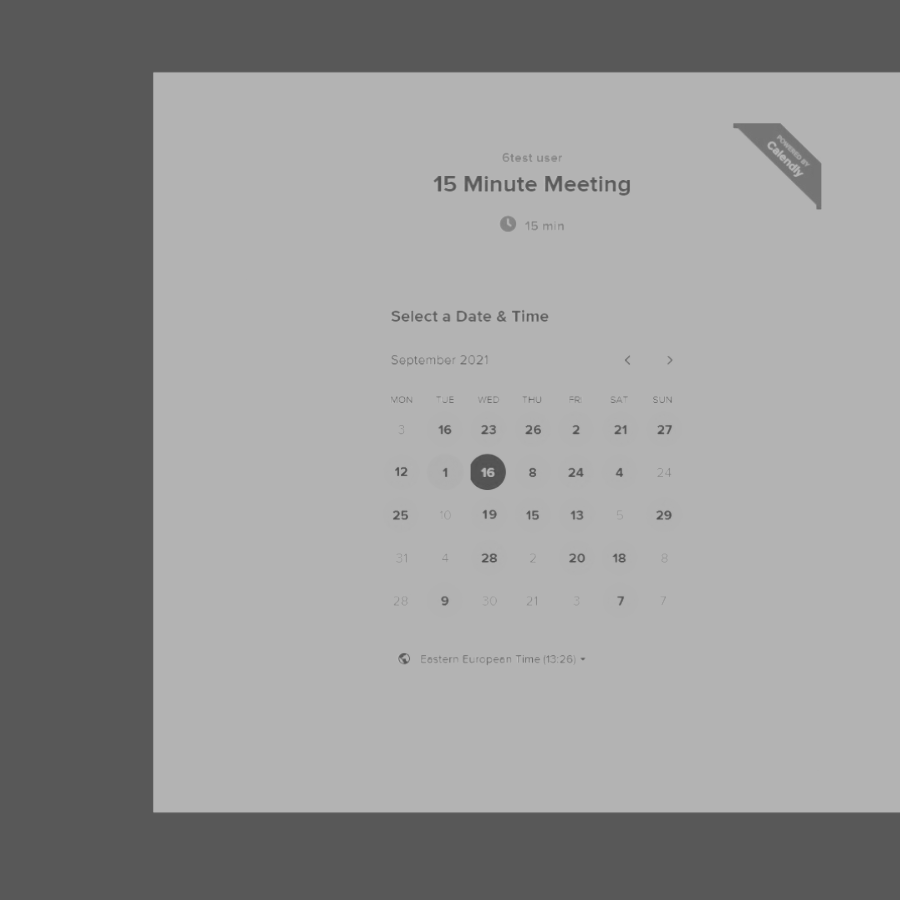 6test user
15 Minute Meeting
15 min
POWERED BY
Calendly
Select a Date & Time
September 2021
MON TUE WED THU FRI SAT SUN
3 16 23 26 2 21 27
12 1 16 8 24 4 24
25 10 19 15 13 5 29
31 4 28 2 20 18 8
28 9 30 21 3 7 7
Eastern European Time (13:26)